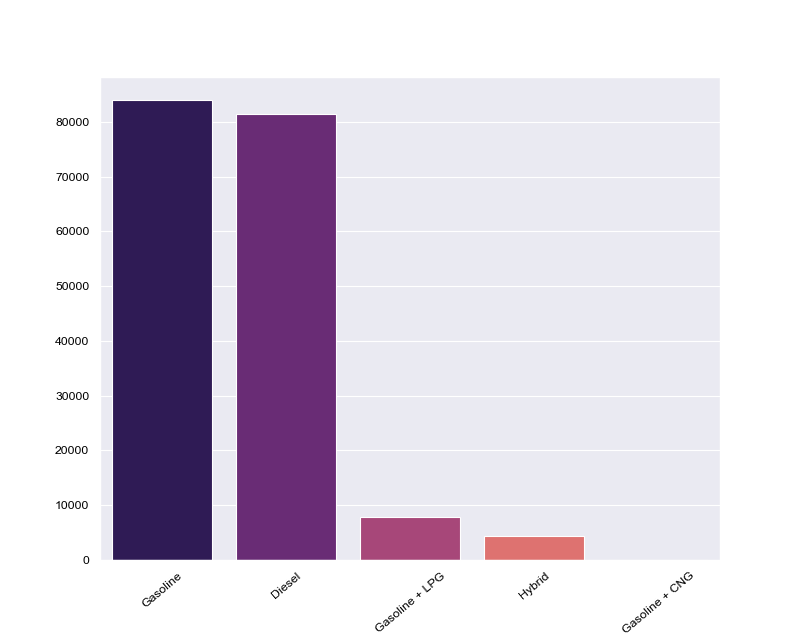 80000
70000
60000
50000
40000
30000
20000
10000
0
Gasoline
Diesel
Gasoline + LPG
Hybrid
Gasoline + CNG